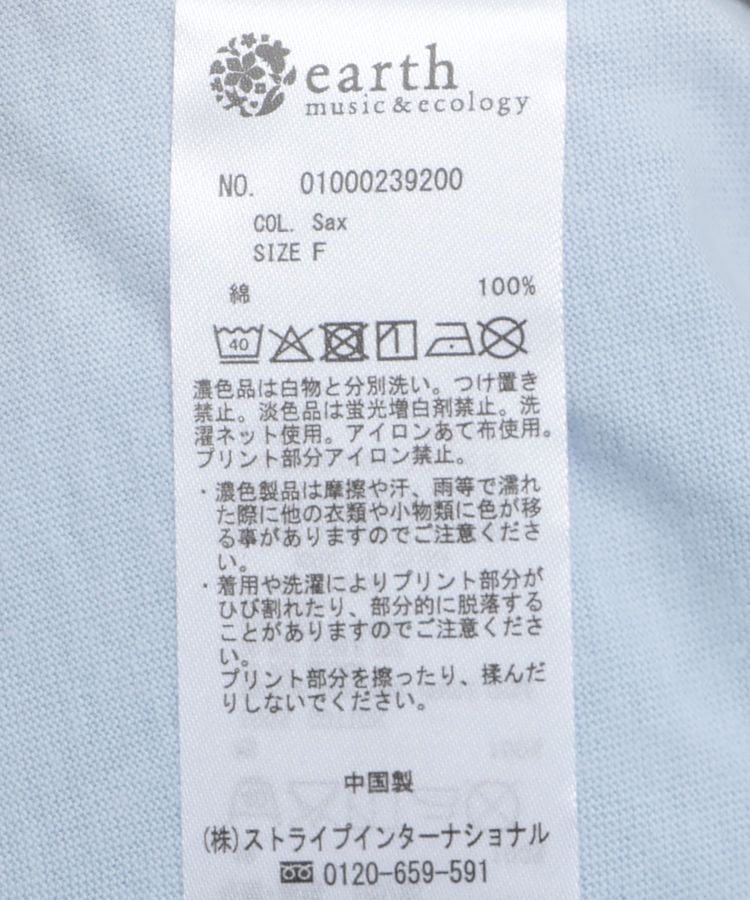 earth
music&ecology
NO. 01000239200
COL. Sax
SIZE F
綿 100%
40
濃色品は白物と分別洗い。つけ置き
禁止。淡色品は蛍光増白剤禁止。洗
濯ネット使用。アイロンあて布使用。
プリント部分アイロン禁止。
・濃色製品は摩擦や汗、雨等で濡れ
た際に他の衣類や小物類に色が移
る事がありますのでご注意くださ
い。
・着用や洗濯によりプリント部分が
ひび割れたり、部分的に脱落する
ことがありますのでご注意くださ
い。
プリント部分を擦ったり、揉んだ
りしないでください。
中国製
(株)ストライプインターナショナル
0120-659-591